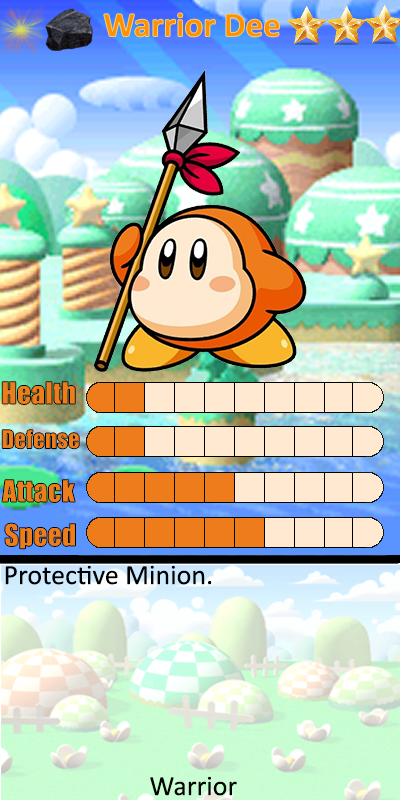 Warrior Dee
Health
Defense
Attack
Speed
Protective Minion.
Warrior